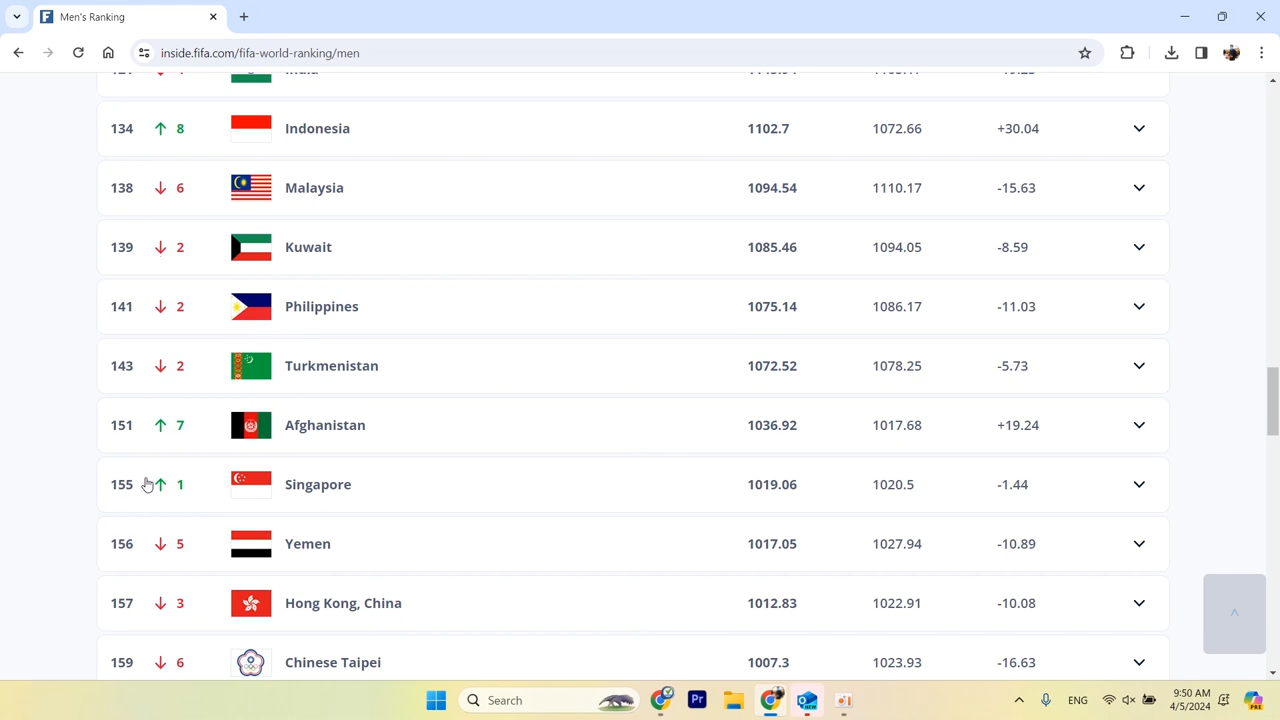 Men's Ranking
inside.fifa.com/fifa-world-ranking/men
134 8 Indonesia 1102.7 1072.66 +30.04
138 6 Malaysia 1094.54 1110.17 -15.63
139 2 Kuwait 1085.46 1094.05 -8.59
141 2 Philippines 1075.14 1086.17 -11.03
143 2 Turkmenistan 1072.52 1078.25 -5.73
151 7 Afghanistan 1036.92 1017.68 +19.24
155 1 Singapore 1019.06 1020.5 -1.44
156 5 Yemen 1017.05 1027.94 -10.89
157 3 Hong Kong, China 1012.83 1022.91 -10.08
159 6 Chinese Taipei 1007.3 1023.93 -16.63
Search ENG 9:50 AM
4/5/2024